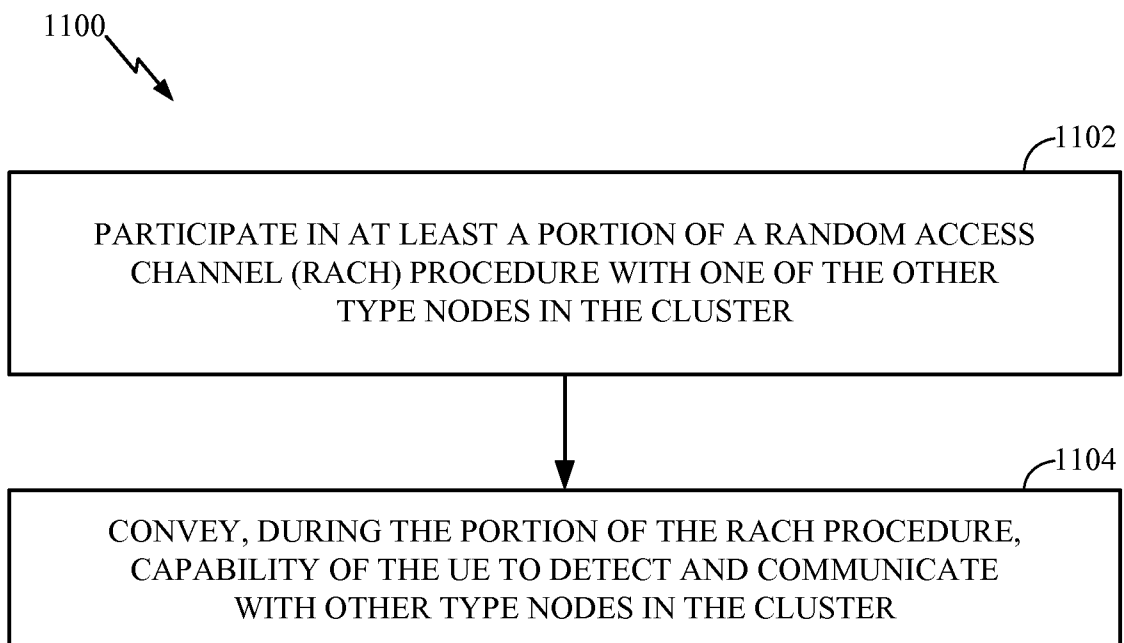 1100
1102
PARTICIPATE IN AT LEAST A PORTION OF A RANDOM ACCESS
CHANNEL (RACH) PROCEDURE WITH ONE OF THE OTHER
TYPE NODES IN THE CLUSTER
1104
CONVEY, DURING THE PORTION OF THE RACH PROCEDURE,
CAPABILITY OF THE UE TO DETECT AND COMMUNICATE
WITH OTHER TYPE NODES IN THE CLUSTER